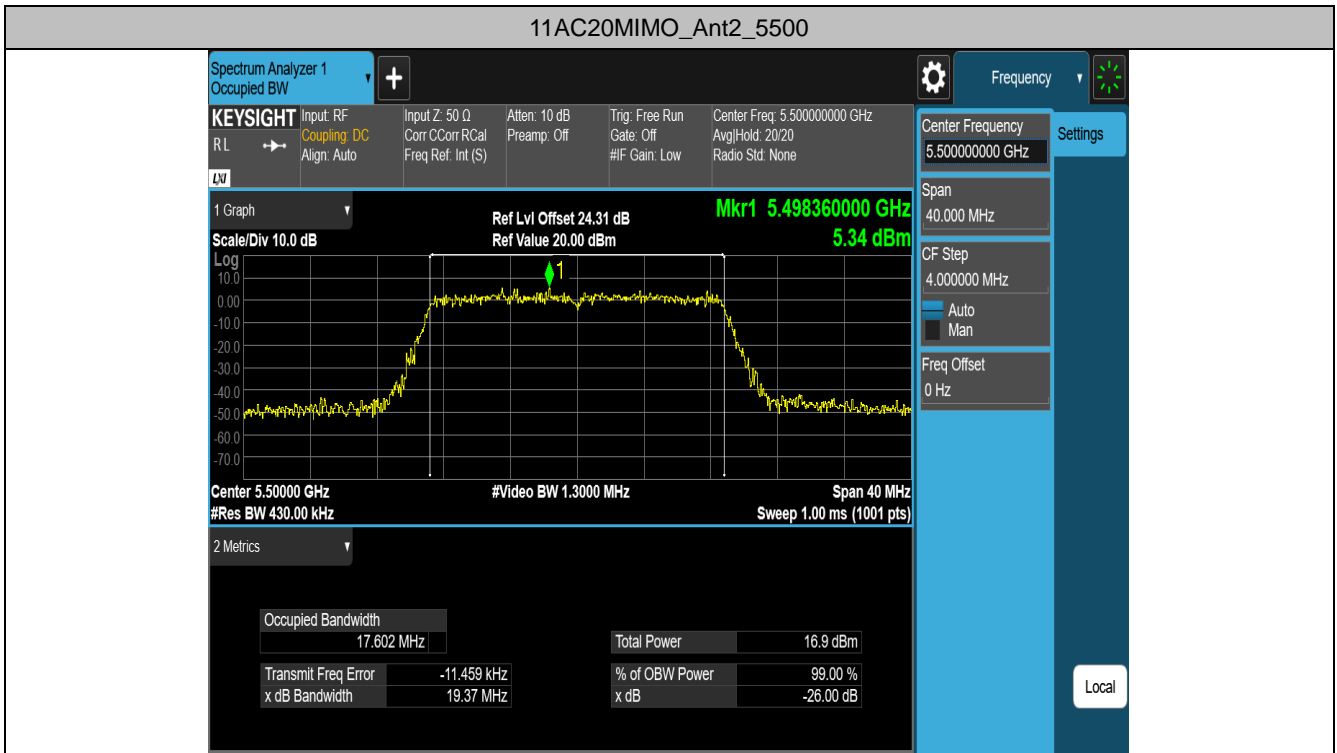 11AC20MIMO_Ant2_5500
Spectrum Analyzer 1
Occupied BW
+
Frequency
KEYSIGHT
RL
LXI
Input: RF
Coupling: DC
Align: Auto
Input Z: 50 Ω
Corr CCorr RCal
Freq Ref: Int (S)
Atten: 10 dB
Preamp: Off
Trig: Free Run
Gate: Off
#IF Gain: Low
Center Freq: 5.500000000 GHz
Avg|Hold: 20/20
Radio Std: None
Center Frequency
5.500000000 GHz
Settings
Span
40.000 MHz
CF Step
4.000000 MHz
Auto
Man
Freq Offset
0 Hz
Local
1 Graph
Scale/Div 10.0 dB
Ref Lvl Offset 24.31 dB
Ref Value 20.00 dBm
Mkr1 5.498360000 GHz
5.34 dBm
Log
10.0
0.00
-10.0
-20.0
-30.0
-40.0
-50.0
-60.0
-70.0
1
Center 5.50000 GHz
#Video BW 1.3000 MHz
Span 40 MHz
#Res BW 430.00 kHz
Sweep 1.00 ms (1001 pts)
2 Metrics
Occupied Bandwidth
17.602 MHz
Total Power 16.9 dBm
Transmit Freq Error -11.459 kHz
% of OBW Power 99.00 %
x dB Bandwidth 19.37 MHz
x dB -26.00 dB